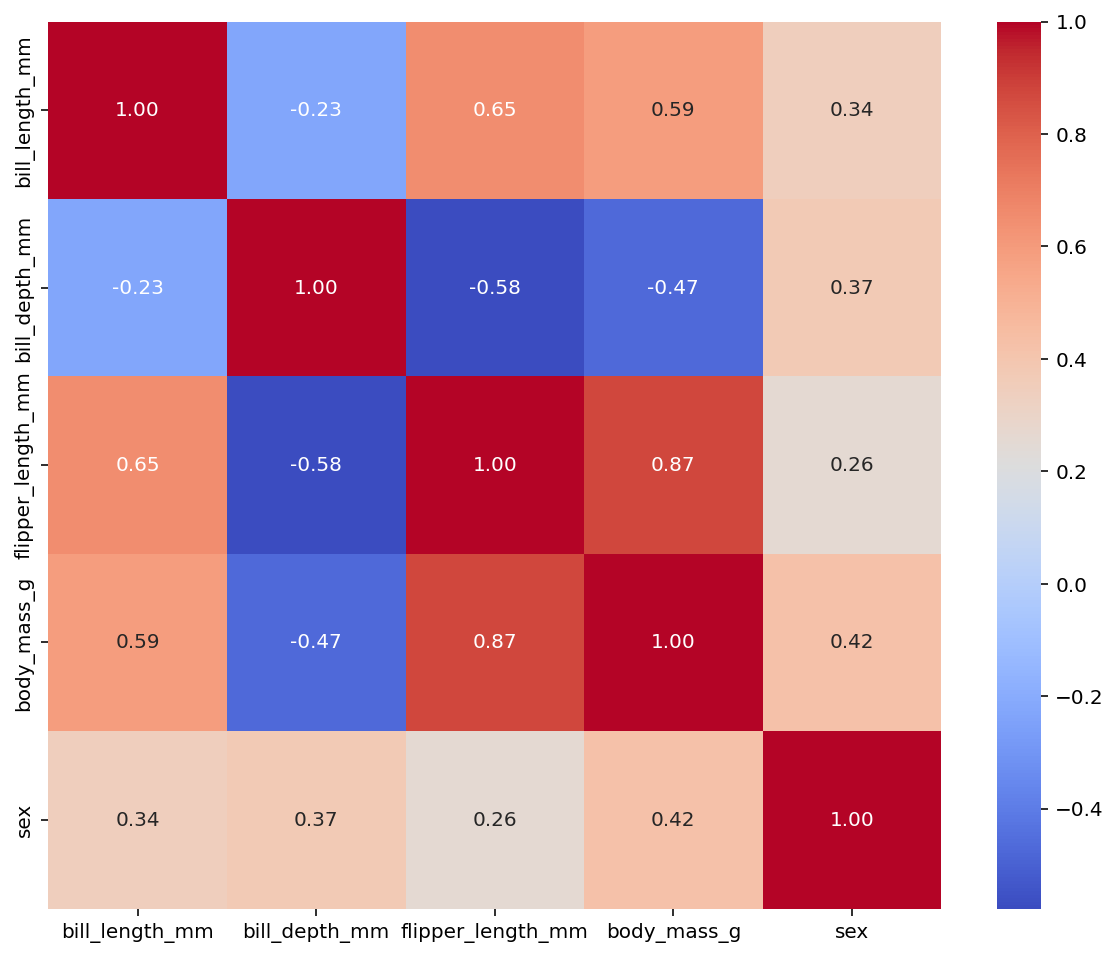 bill_length_mm 1.00 -0.23 0.65 0.59 0.34
bill_depth_mm -0.23 1.00 -0.58 -0.47 0.37
flipper_length_mm 0.65 -0.58 1.00 0.87 0.26
body_mass_g 0.59 -0.47 0.87 1.00 0.42
sex 0.34 0.37 0.26 0.42 1.00
bill_length_mm bill_depth_mm flipper_length_mm body_mass_g sex
1.0
0.8
0.6
0.4
0.2
0.0
−0.2
−0.4